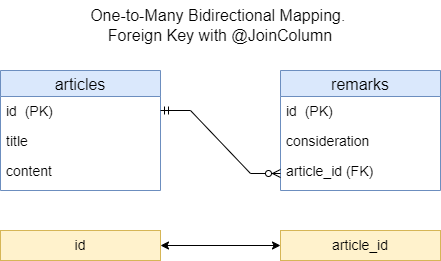 One-to-Many Bidirectional Mapping.
Foreign Key with @JoinColumn
articles
id  (PK)
title
content
remarks
id  (PK)
consideration
article_id (FK)
id
article_id